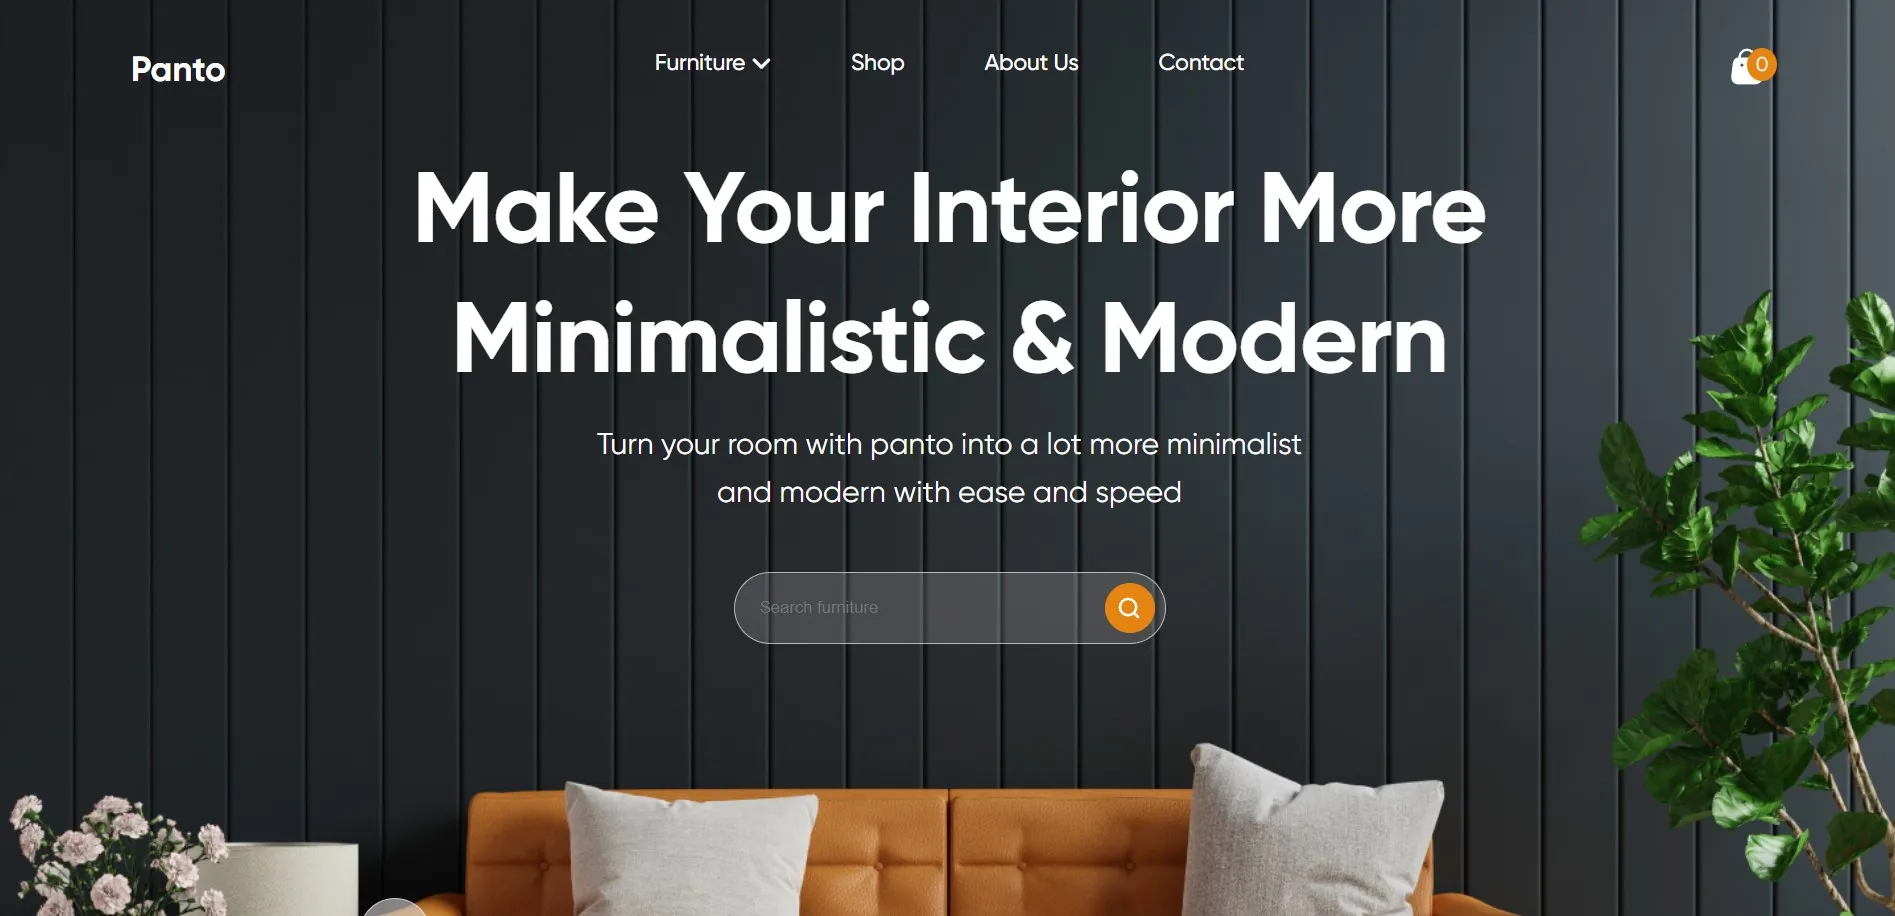 Panto
Furniture
Shop
About Us
Contact
0
Make Your Interior More
Minimalistic & Modern
Turn your room with panto into a lot more minimalist
and modern with ease and speed
Search furniture